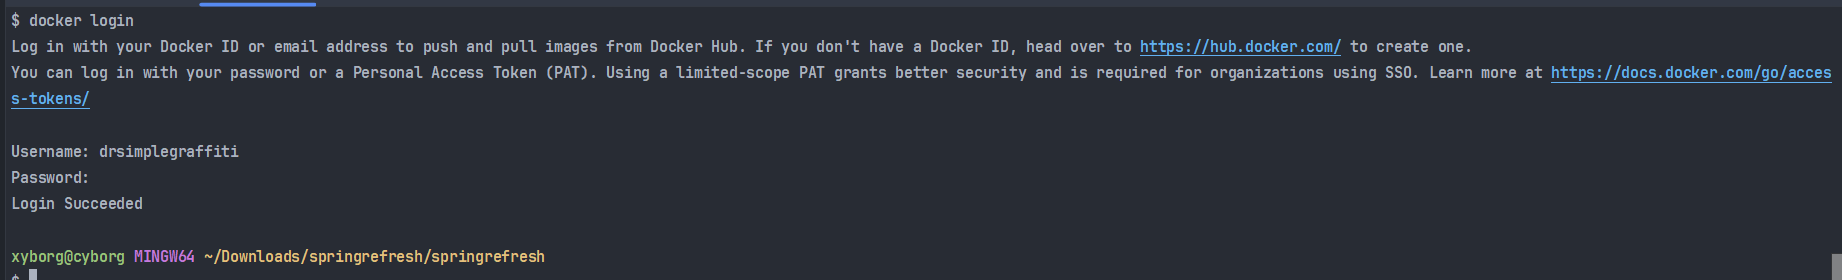 $ docker login
Log in with your Docker ID or email address to push and pull images from Docker Hub. If you don't have a Docker ID, head over to https://hub.docker.com/ to create one.
You can log in with your password or a Personal Access Token (PAT). Using a limited-scope PAT grants better security and is required for organizations using SSO. Learn more at https://docs.docker.com/go/acces
s-tokens/
Username: drsimplegraffiti
Password:
Login Succeeded
xyborg@cyborg MINGW64 ~/Downloads/springrefresh/springrefresh
$